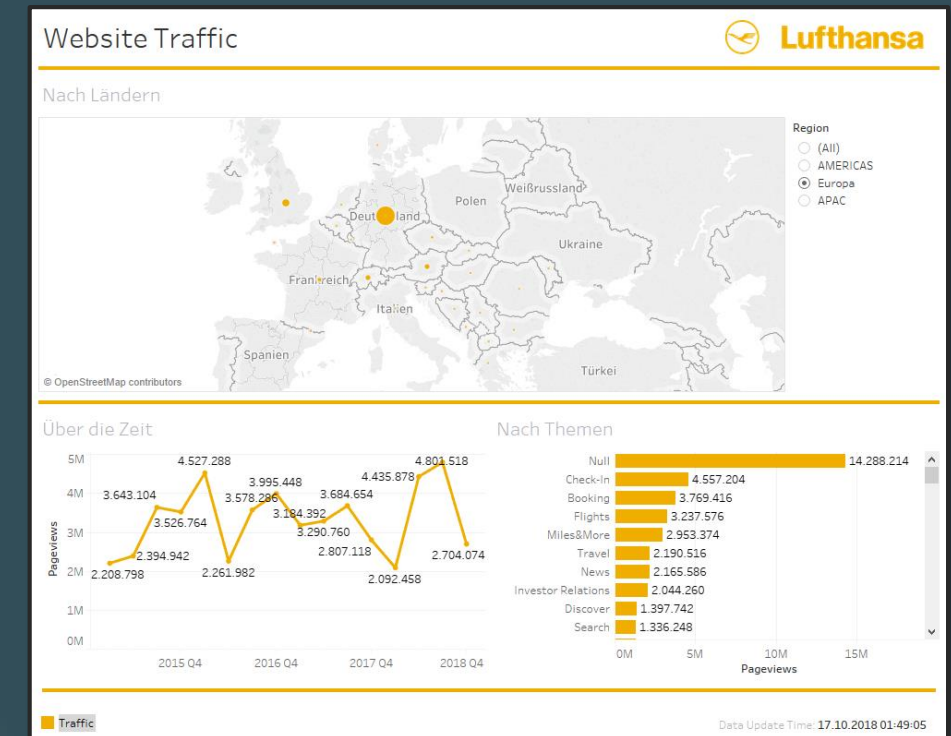 Website Traffic
Lufthansa
Nach Ländern
Region
(All)
AMERICAS
Europa
APAC
Weißrussland
Polen
Deutschland
Ukraine
Frankreich
Italien
Spanien
Türkei
© OpenStreetMap contributors
Über die Zeit
5M
4M
3M
2M
1M
0M
Pageviews
2.208.798
2.394.942
3.643.104
3.526.764
4.527.288
2.261.982
3.578.286
3.995.448
3.184.392
3.290.760
3.684.654
2.807.118
2.092.458
4.435.878
4.801.518
2.704.074
2015 Q4
2016 Q4
2017 Q4
2018 Q4
Nach Themen
Null 14.288.214
Check-In 4.557.204
Booking 3.769.416
Flights 3.237.576
Miles&More 2.953.374
Travel 2.190.516
News 2.165.586
Investor Relations 2.044.260
Discover 1.397.742
Search 1.336.248
0M 5M 10M 15M
Pageviews
Traffic
Data Update Time: 17.10.2018 01:49:05